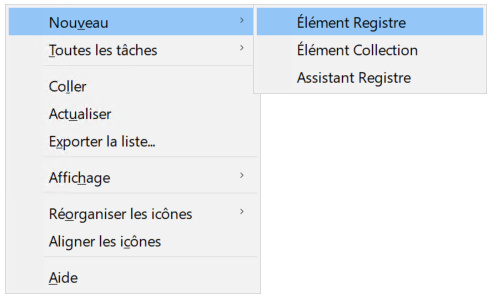 Nouveau
Élément Registre
Toutes les tâches
Élément Collection
Assistant Registre
Coller
Actualiser
Exporter la liste...
Affichage
Réorganiser les icônes
Aligner les icônes
Aide